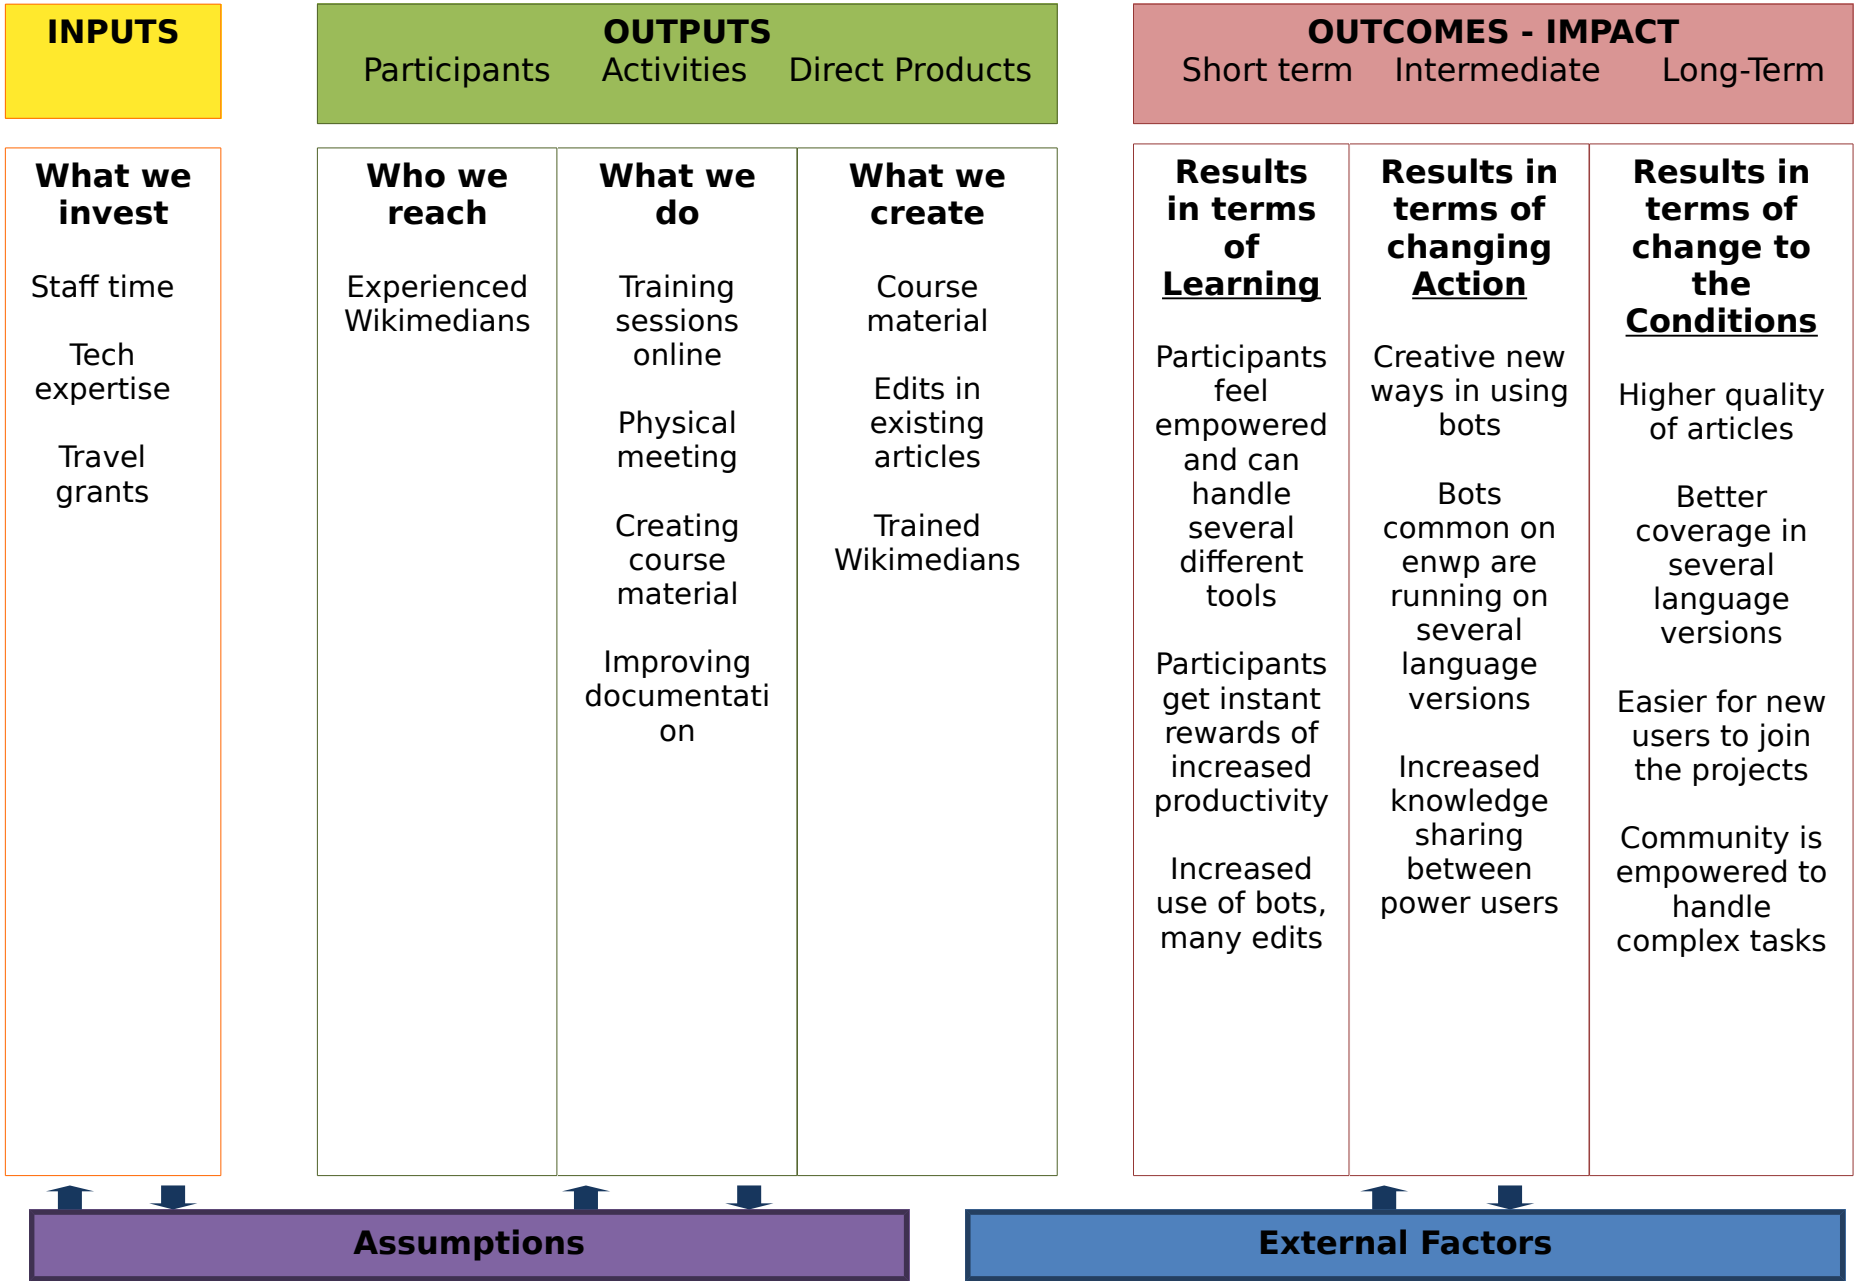 INPUTS
OUTPUTS
Participants Activities Direct Products
OUTCOMES - IMPACT
Short term Intermediate Long-Term
What we
invest
Staff time
Tech
expertise
Travel
grants
Who we
reach
Experienced
Wikimedians
What we
do
Training
sessions
online
Physical
meeting
Creating
course
material
Improving
documentati
on
What we
create
Course
material
Edits in
existing
articles
Trained
Wikimedians
Results
in terms
of
Learning
Participants
feel
empowered
and can
handle
several
different
tools
Participants
get instant
rewards of
increased
productivity
Increased
use of bots,
many edits
Results in
terms of
changing
Action
Creative new
ways in using
bots
Bots
common on
enwp are
running on
several
language
versions
Increased
knowledge
sharing
between
power users
Results in
terms of
change to
the
Conditions
Higher quality
of articles
Better
coverage in
several
language
versions
Easier for new
users to join
the projects
Community is
empowered to
handle
complex tasks
Assumptions
External Factors